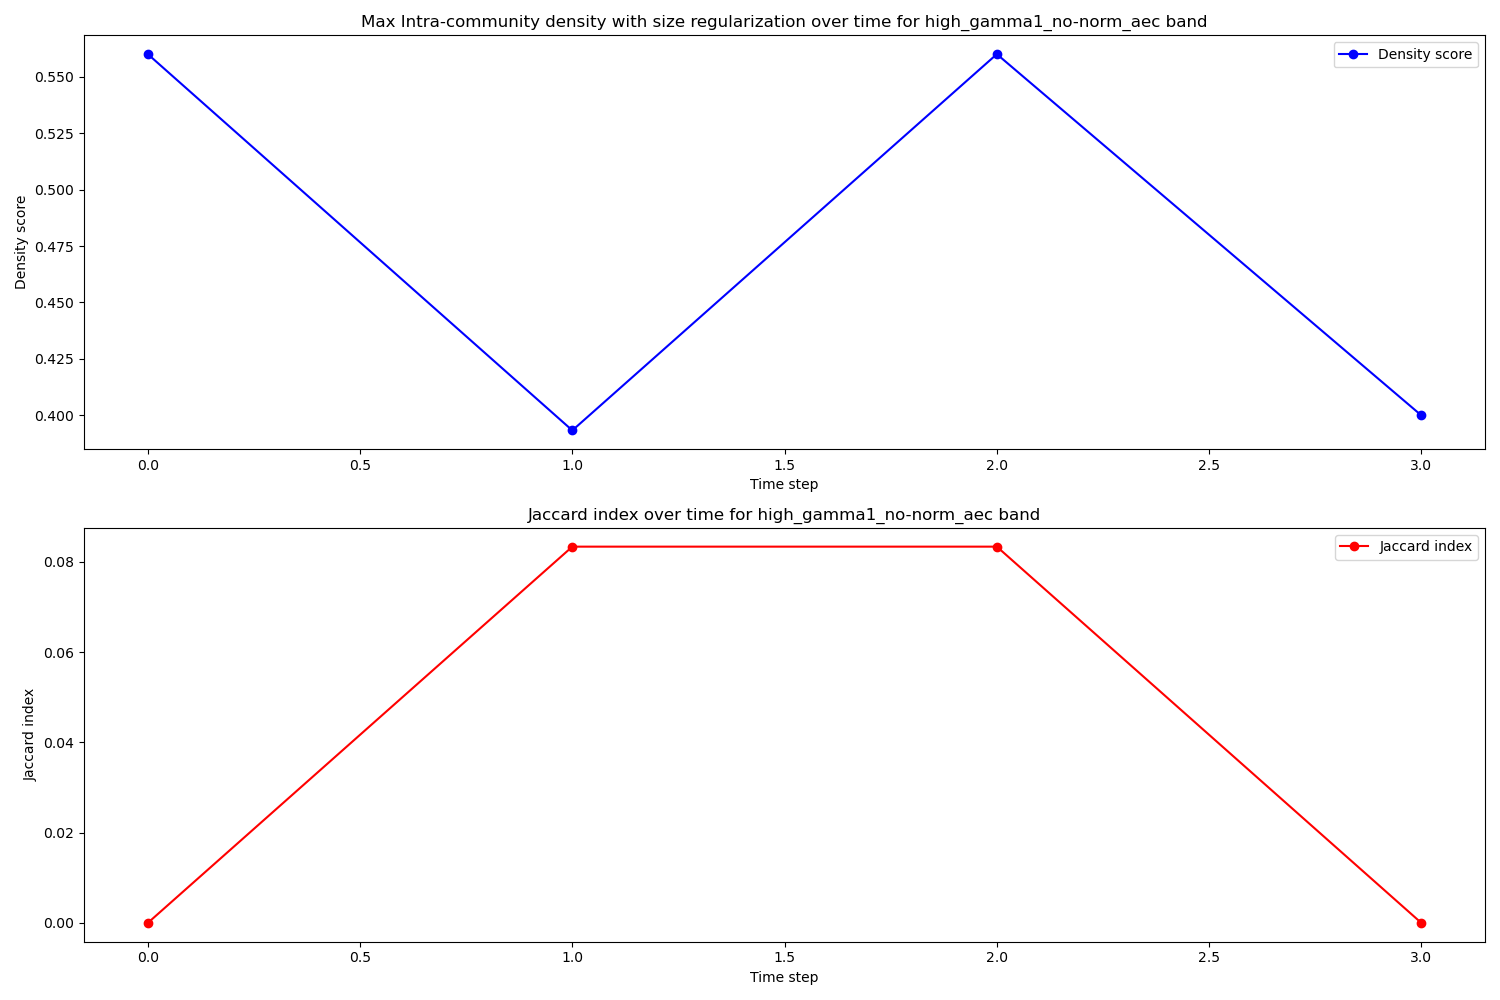 Max Intra-community density with size regularization over time for high_gamma1_no-norm_aec band
Density score
0.550
0.525
0.500
0.475
0.450
0.425
0.400
Density score
0.0 0.5 1.0 1.5 2.0 2.5 3.0
Time step
Jaccard index over time for high_gamma1_no-norm_aec band
Jaccard index
0.08
0.06
0.04
0.02
0.00
Jaccard index
0.0 0.5 1.0 1.5 2.0 2.5 3.0
Time step